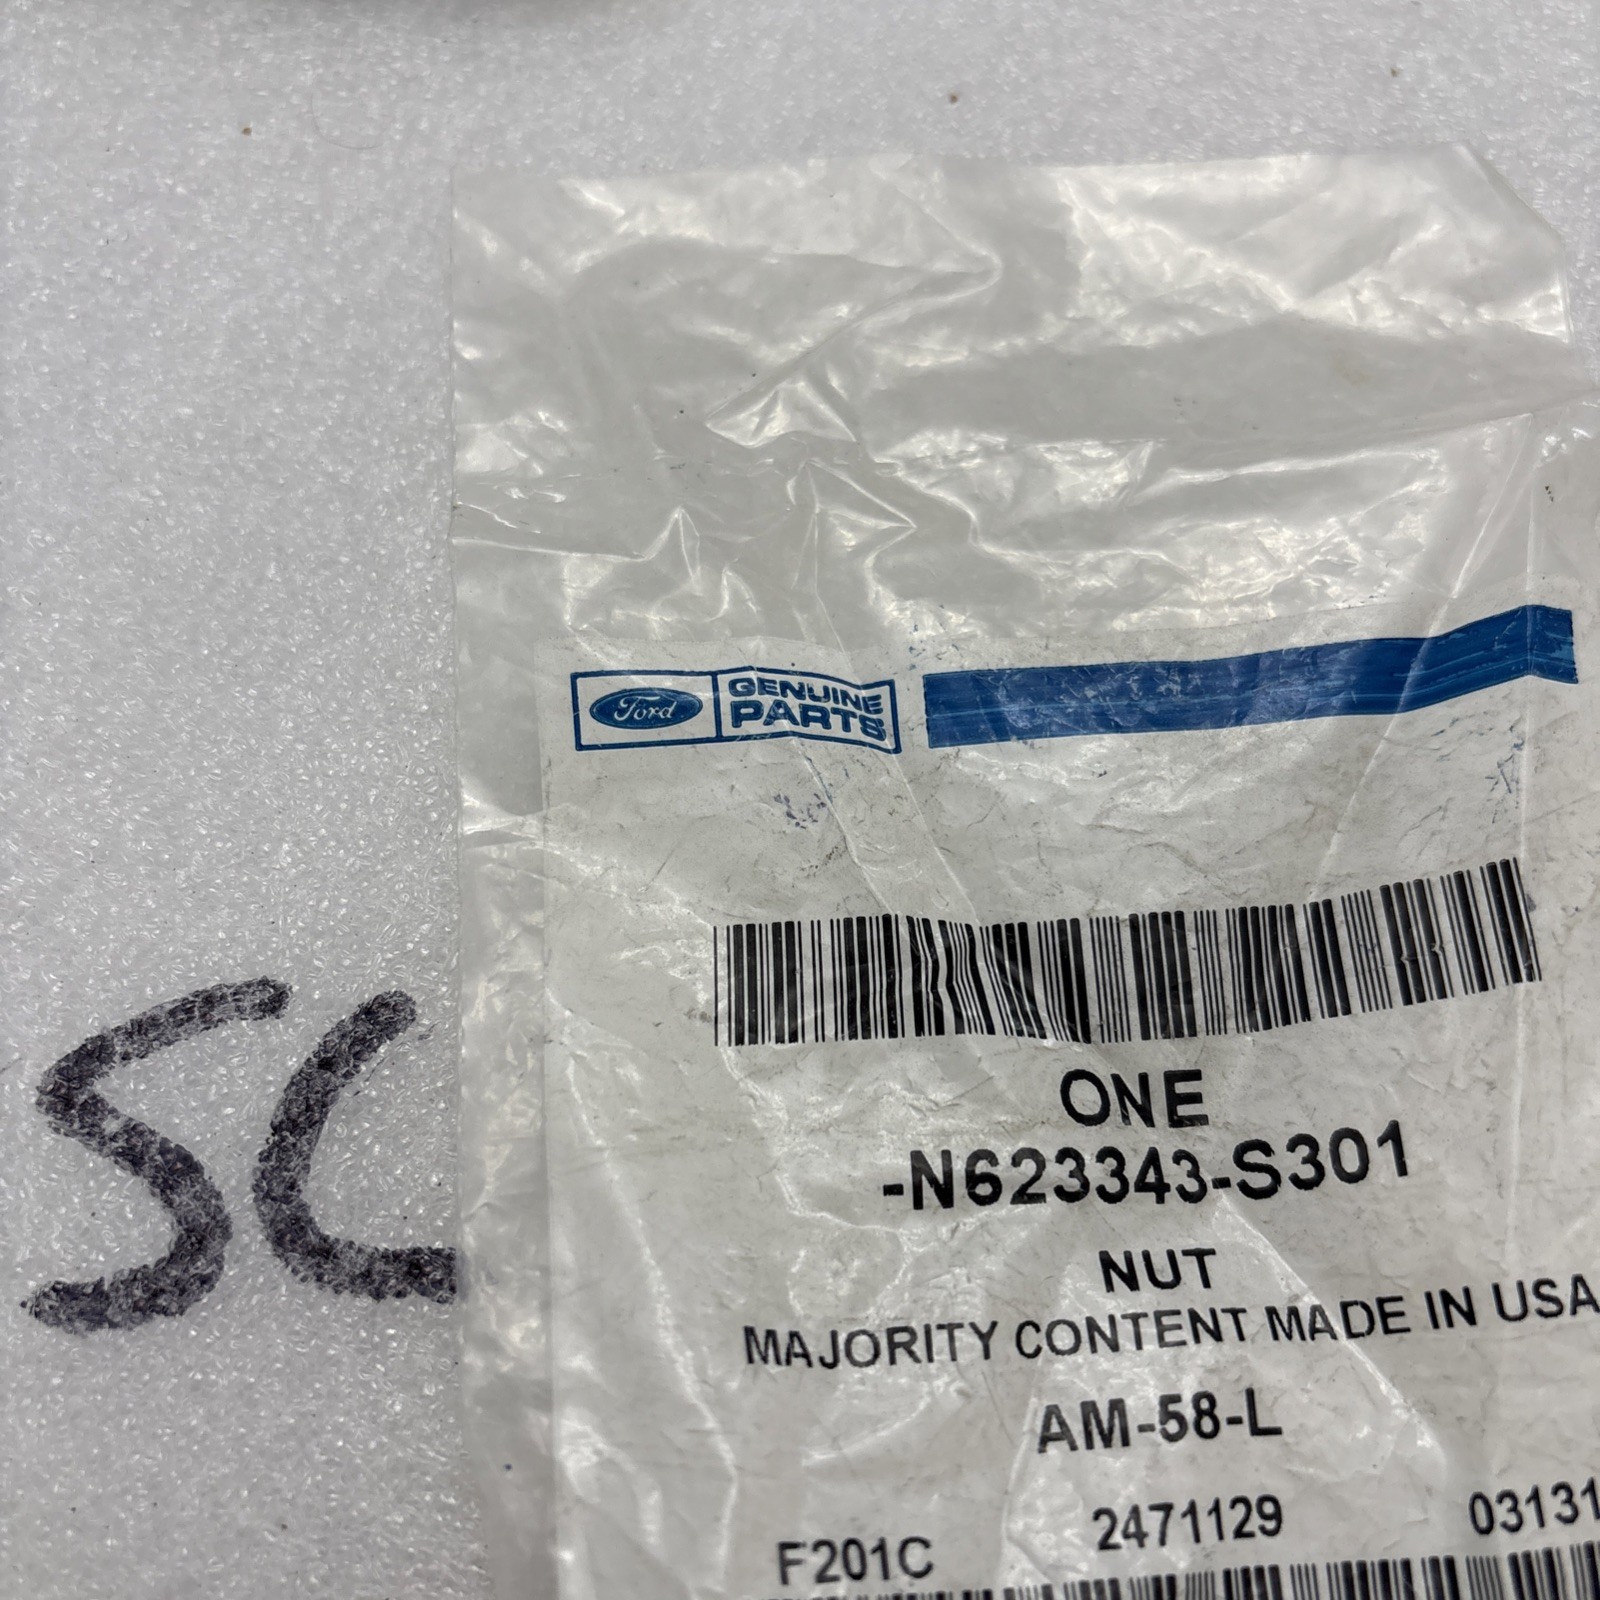 Ford GENUINE PARTS
ONE
-N623343-S301
NUT
MAJORITY CONTENT MADE IN USA
AM-58-L
F201C 2471129 03131
SC